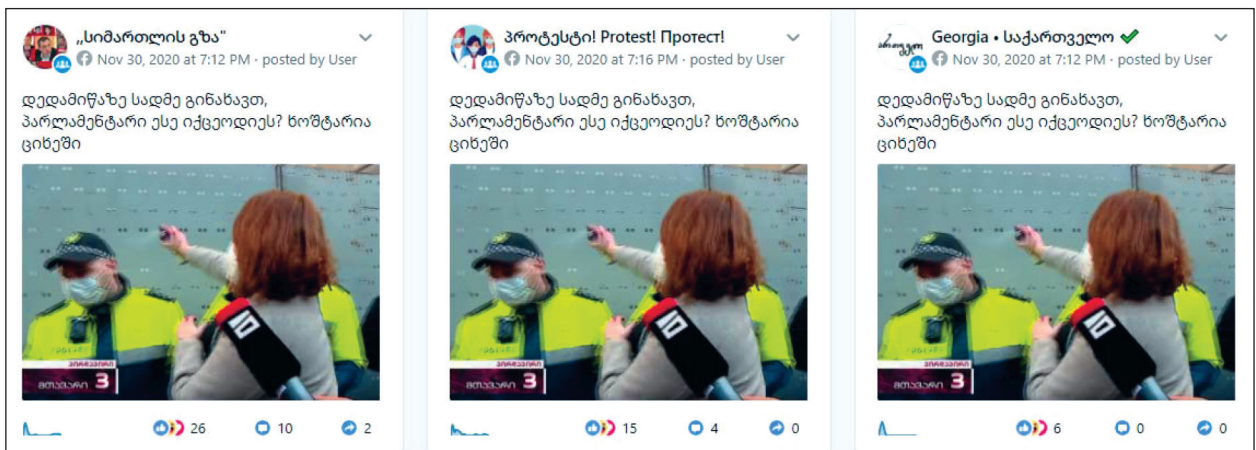 „სიმართლის გზა"
Nov 30, 2020 at 7:12 PM · posted by User
დედამიწაზე სადმე გინახავთ,
პარლამენტარი ესე იქცეოდიეს? ხოშტარია
ციხეში
პირდაპირი
მთავარი 3
26 10 2
პროტესტი! Protest! Протест!
Nov 30, 2020 at 7:16 PM · posted by User
დედამიწაზე სადმე გინახავთ,
პარლამენტარი ესე იქცეოდიეს? ხოშტარია
ციხეში
პირდაპირი
მთავარი 3
15 4 0
Georgia • საქართველო
Nov 30, 2020 at 7:12 PM · posted by User
დედამიწაზე სადმე გინახავთ,
პარლამენტარი ესე იქცეოდიეს? ხოშტარია
ციხეში
პირდაპირი
მთავარი 3
6 0 0